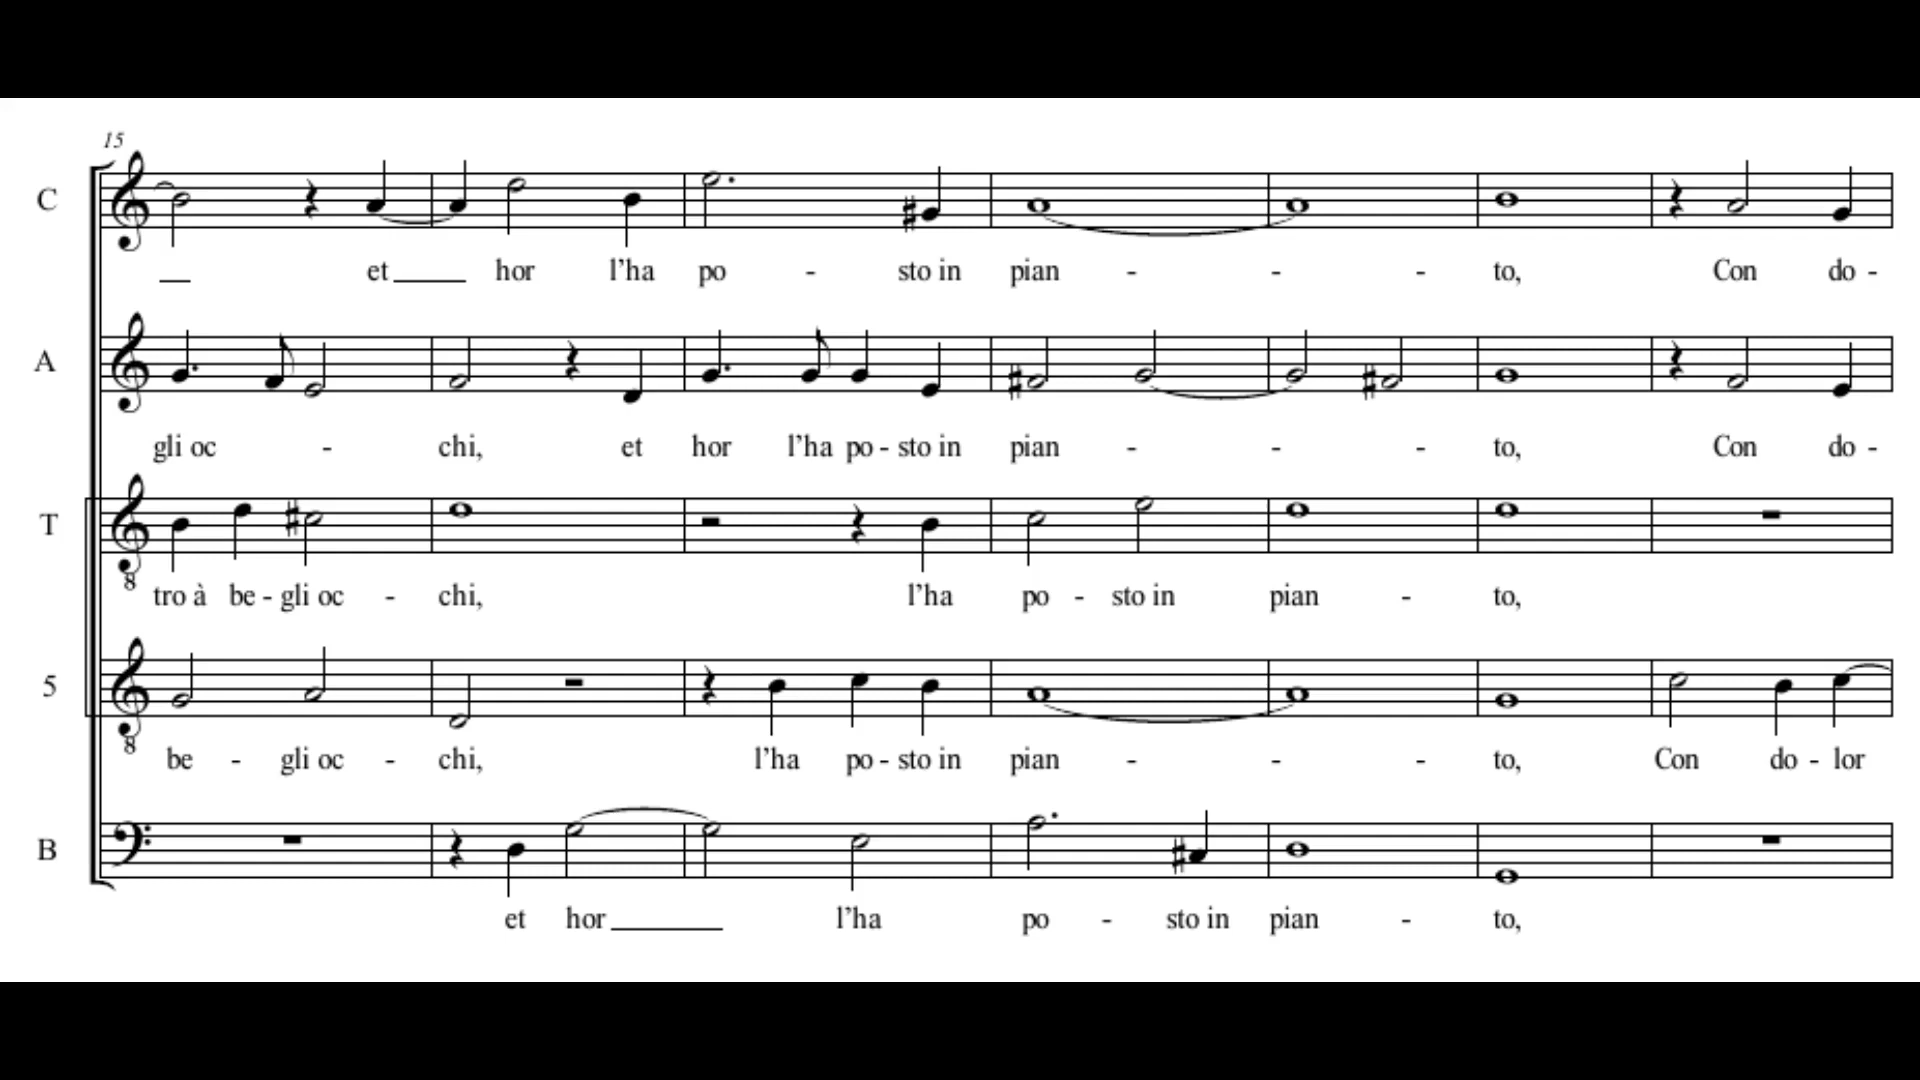 15
C
et hor l'ha po - sto in pian - - - to, Con do -
A
gli oc - chi, et hor l'ha po - sto in pian - - - to, Con do -
T
8
tro à be - gli oc - chi, l'ha po - sto in pian - to,
5
8
be - gli oc - chi, l'ha po - sto in pian - - - to, Con do - lor
B
et hor l'ha po - sto in pian - to,